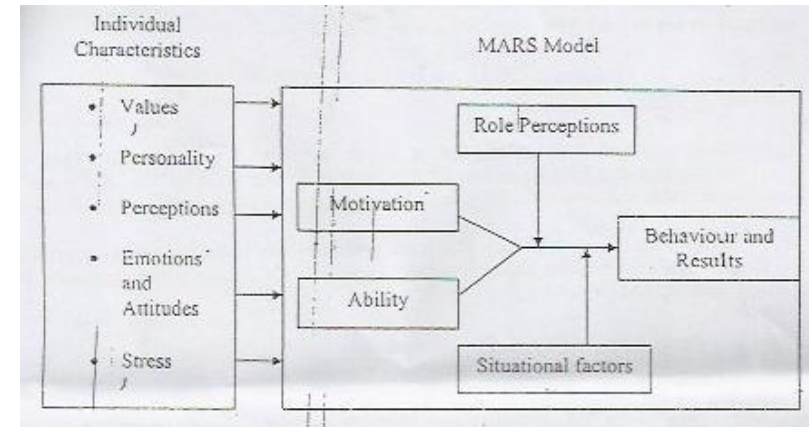 Individual
Characteristics
MARS Model
• Values
• Personality
• Perceptions
• Emotions
and
Attitudes
• Stress
Role Perceptions
Motivation
Ability
Situational factors
Behaviour and
Results